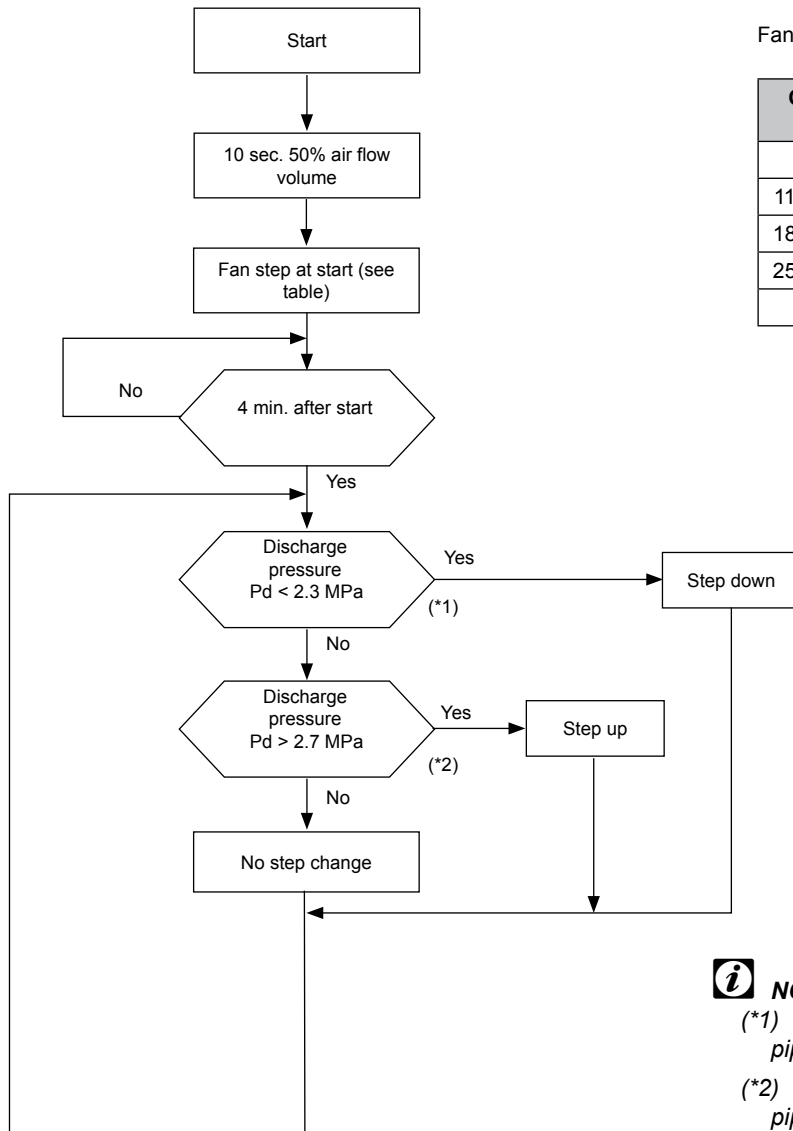 Start
10 sec. 50% air flow
volume
Fan step at start (see
table)
No
4 min. after start
Yes
Discharge
pressure
Pd < 2.3 MPa
Yes
(*1)
Step down
No
Discharge
pressure
Pd > 2.7 MPa
Yes
(*2)
Step up
No
No step change
Fan
11
18
25
(*1)
(*2)